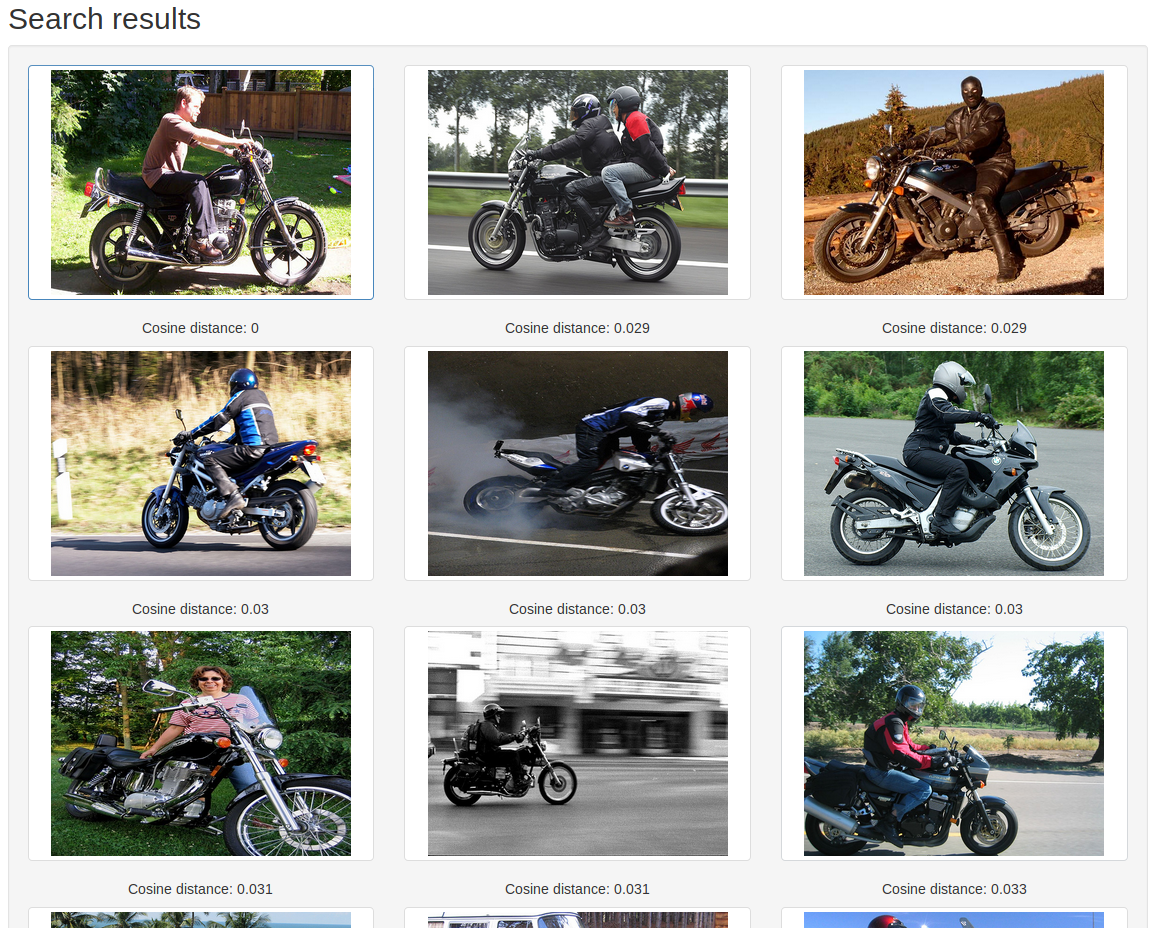 Search results
Cosine distance: 0
Cosine distance: 0.029
Cosine distance: 0.029
Cosine distance: 0.03
Cosine distance: 0.03
Cosine distance: 0.03
Cosine distance: 0.031
Cosine distance: 0.031
Cosine distance: 0.033